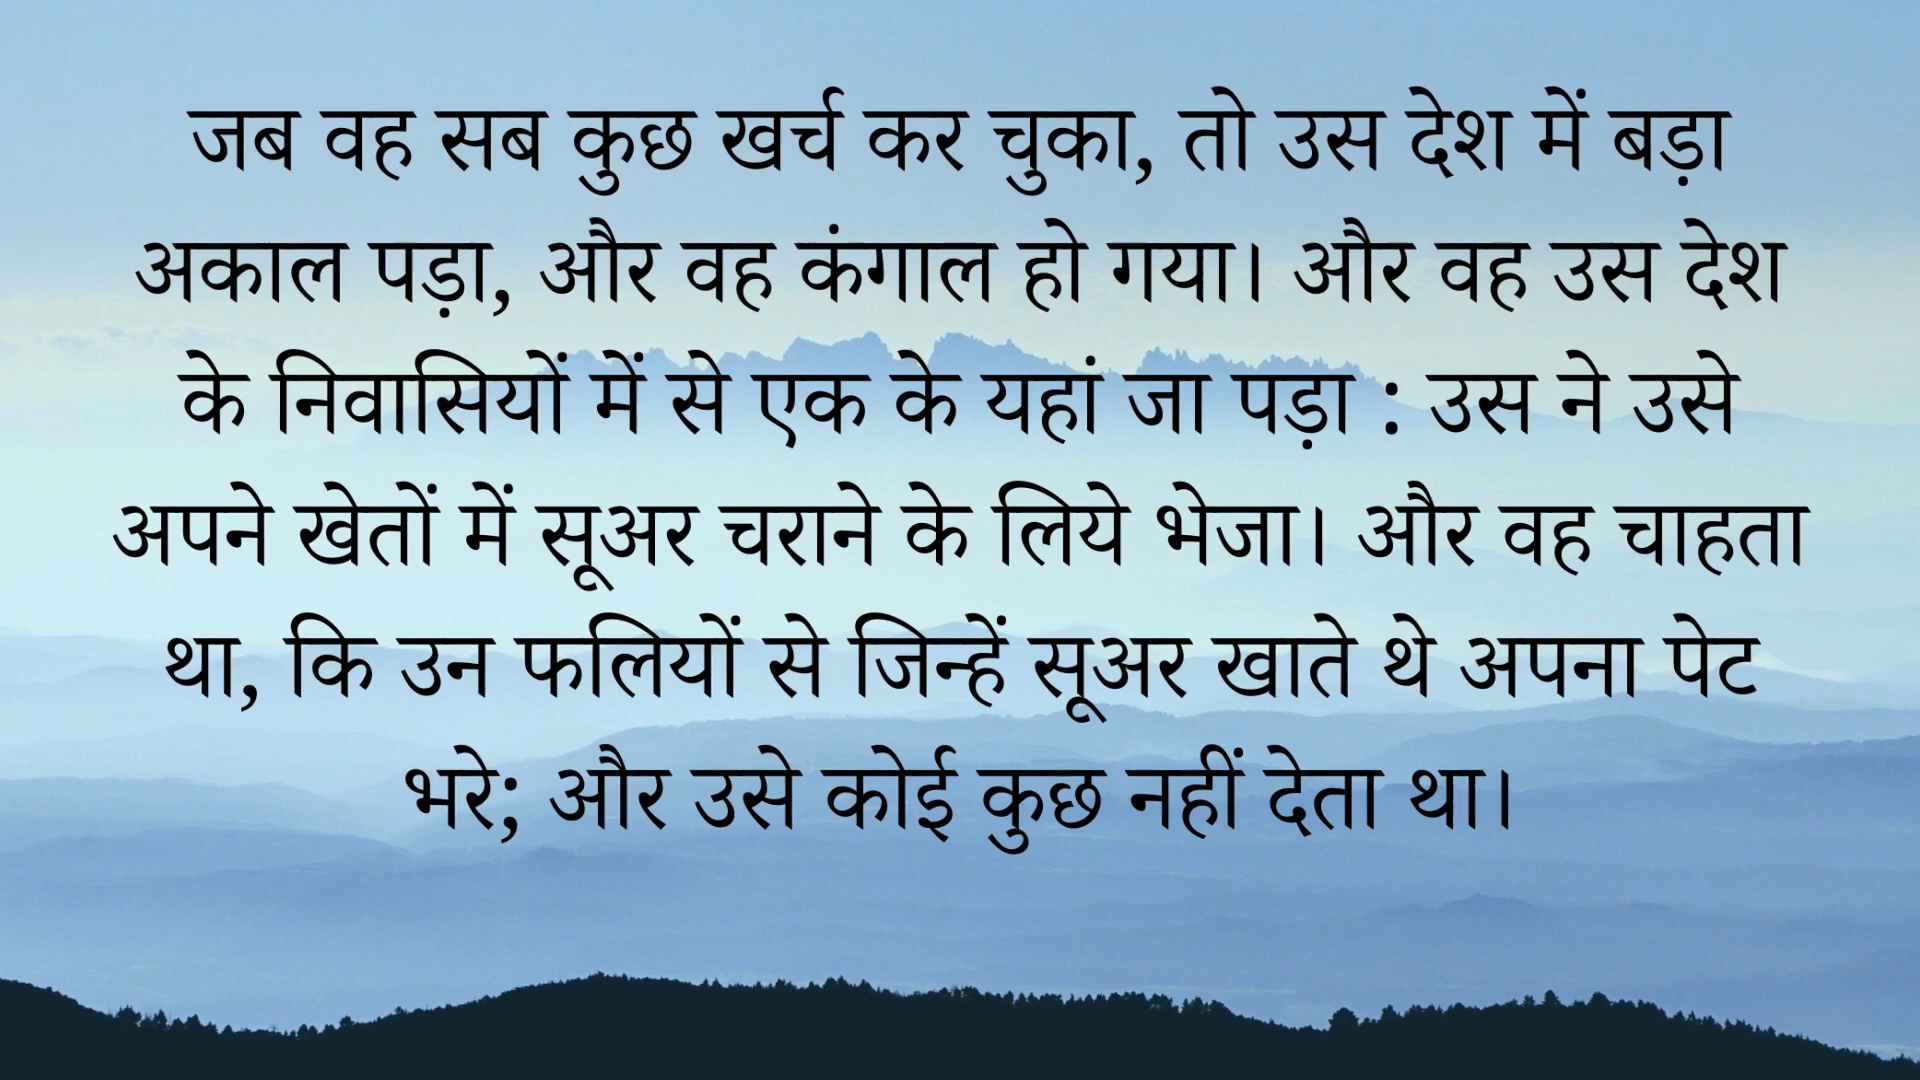 जब वह सब कुछ खर्च कर चुका, तो उस देश में बड़ा
अकाल पड़ा, और वह कंगाल हो गया। और वह उस देश
के निवासियों में से एक के यहां जा पड़ा : उस ने उसे
अपने खेतों में सूअर चराने के लिये भेजा। और वह चाहता
था, कि उन फलियों से जिन्हें सूअर खाते थे अपना पेट
भरे; और उसे कोई कुछ नहीं देता था।